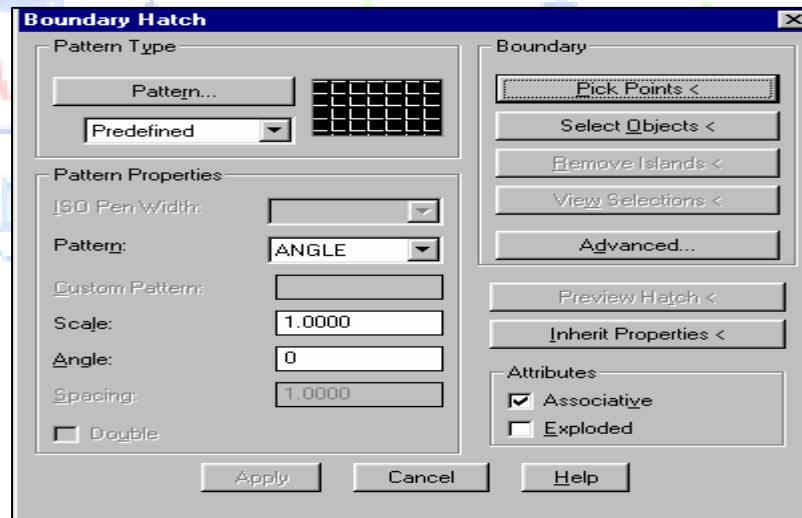 Boundary Hatch
Pattern Type
Pattern...
Predefined
Pattern Properties
ISO Pen Width:
Pattern:
ANGLE
Custom Pattern:
Scale:
1.0000
Angle:
0
Spacing:
1.0000
Double
Boundary
Pick Points <
Select Objects <
Remove Islands <
View Selections <
Advanced...
Preview Hatch <
Inherit Properties <
Attributes
Associative
Exploded
Apply
Cancel
Help